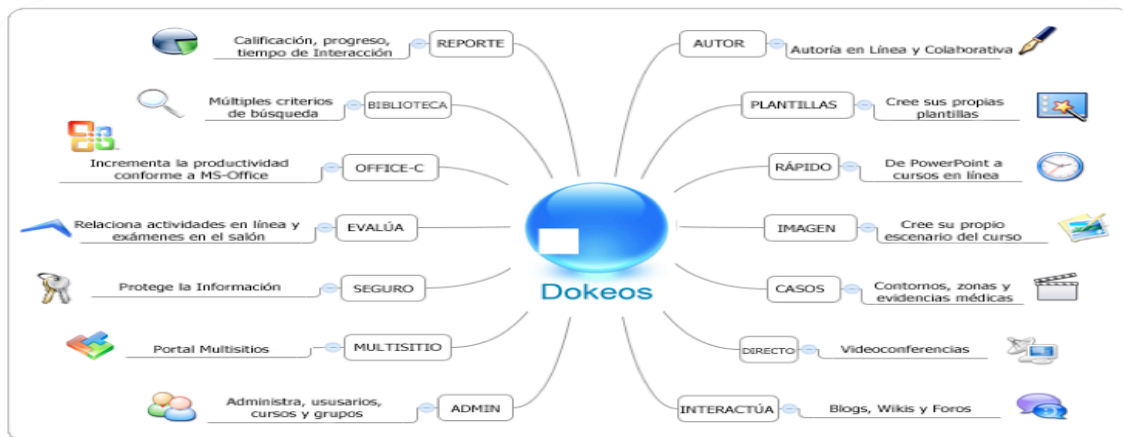 REPORTE
Calificación, progreso,
tiempo de Interacción
BIBLIOTECA
Múltiples criterios
de búsqueda
OFFICE-C
Incrementa la productividad
conforme a MS-Office
EVALÚA
Relaciona actividades en línea y
exámenes en el salón
SEGURO
Protege la Información
MULTISITIO
Portal Multisitios
ADMIN
Administra, ususarios,
cursos y grupos
Dokeos
AUTOR
Autoría en Línea y Colaborativa
PLANTILLAS
Cree sus propias
plantillas
RÁPIDO
De PowerPoint a
cursos en línea
IMAGEN
Cree su propio
escenario del curso
CASOS
Contornos, zonas y
evidencias médicas
DIRECTO
Videoconferencias
INTERACTÚA
Blogs, Wikis y Foros